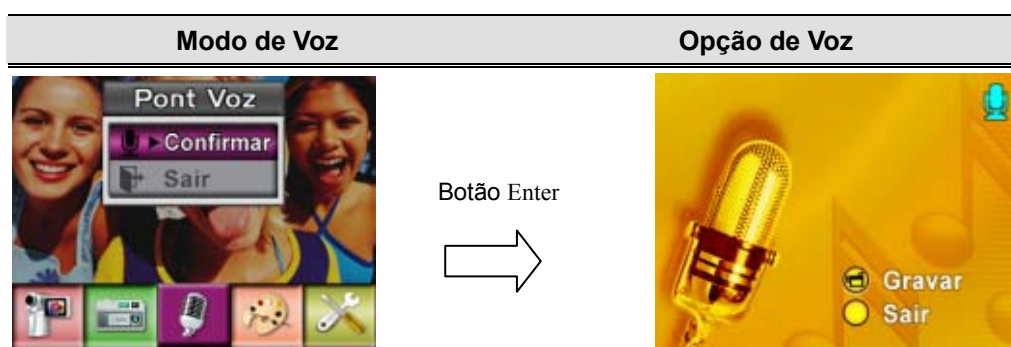 Modo de Voz
Opção de Voz
Pont Voz
Confirmar
Sair
Botão Enter
Gravar
Sair